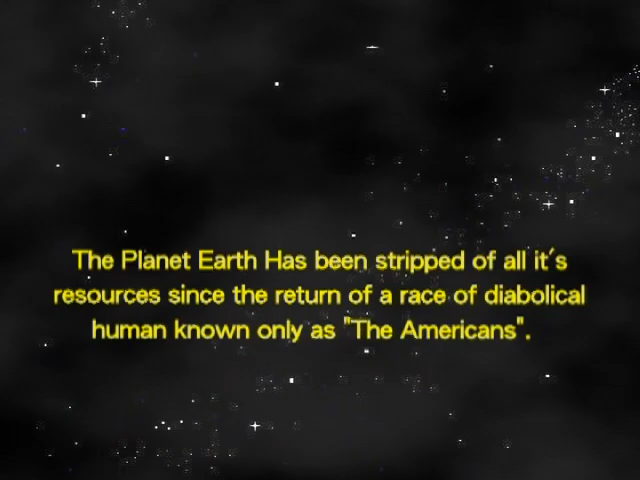 The Planet Earth Has been stripped of all it's
resources since the return of a race of diabolical
human known only as "The Americans".